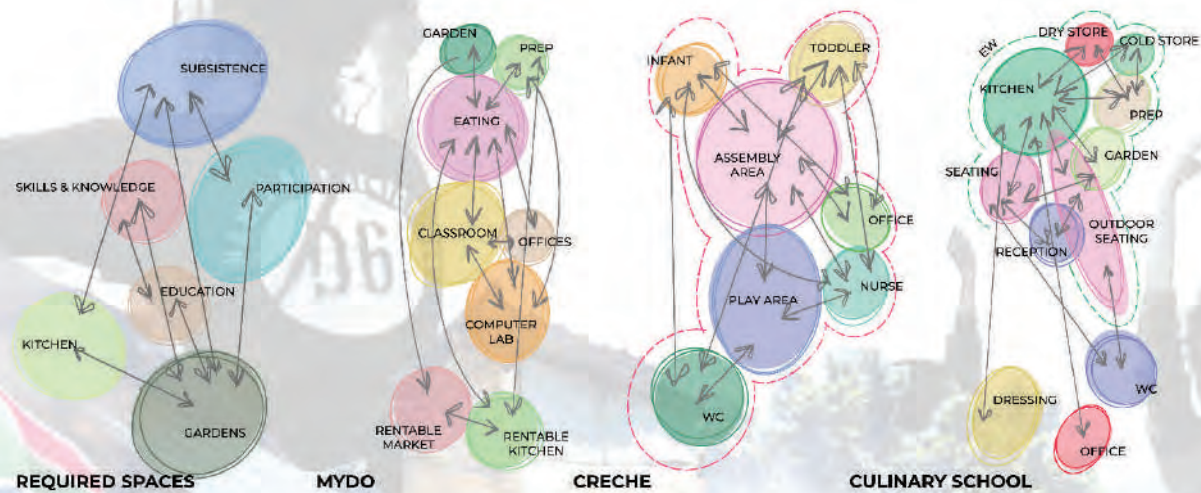 SUBSISTENCE
SKILLS & KNOWLEDGE
PARTICIPATION
EDUCATION
KITCHEN
GARDENS
REQUIRED SPACES
GARDEN
PREP
EATING
CLASSROOM
OFFICES
COMPUTER
LAB
RENTABLE
MARKET
RENTABLE
KITCHEN
MYDO
INFANT
TODDLER
ASSEMBLY
AREA
OFFICE
PLAY AREA
NURSE
WC
CRECHE
EW
DRY STORE
COLD STORE
KITCHEN
PREP
GARDEN
SEATING
OUTDOOR
SEATING
RECEPTION
WC
DRESSING
OFFICE
CULINARY SCHOOL